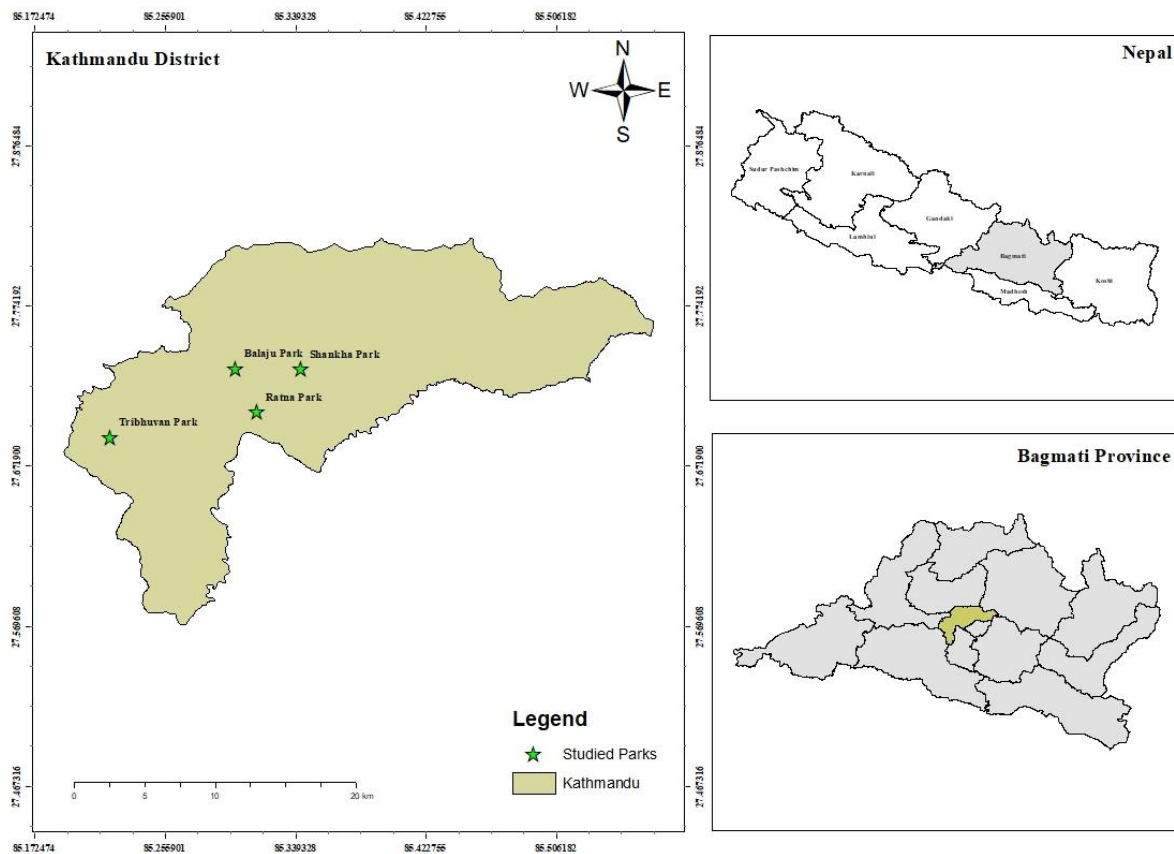 85.172474 85.255901 85.339328 85.422755 85.506182
Kathmandu District
N
W E
S
27.876484 27.876484
27.774192 27.774192
Balaju Park Shankha Park
Ratna Park
Tribhuvan Park
27.671900 27.671900
27.569608 27.569608
Legend
Studied Parks
Kathmandu
27.467316 27.467316
0 5 10 20 km
85.172474 85.255901 85.339328 85.422755 85.506182
Nepal
Sudur Pashchim
Karnali
Gandaki
Lumbini
Bagmati
Koshi
Madhesh
Bagmati Province